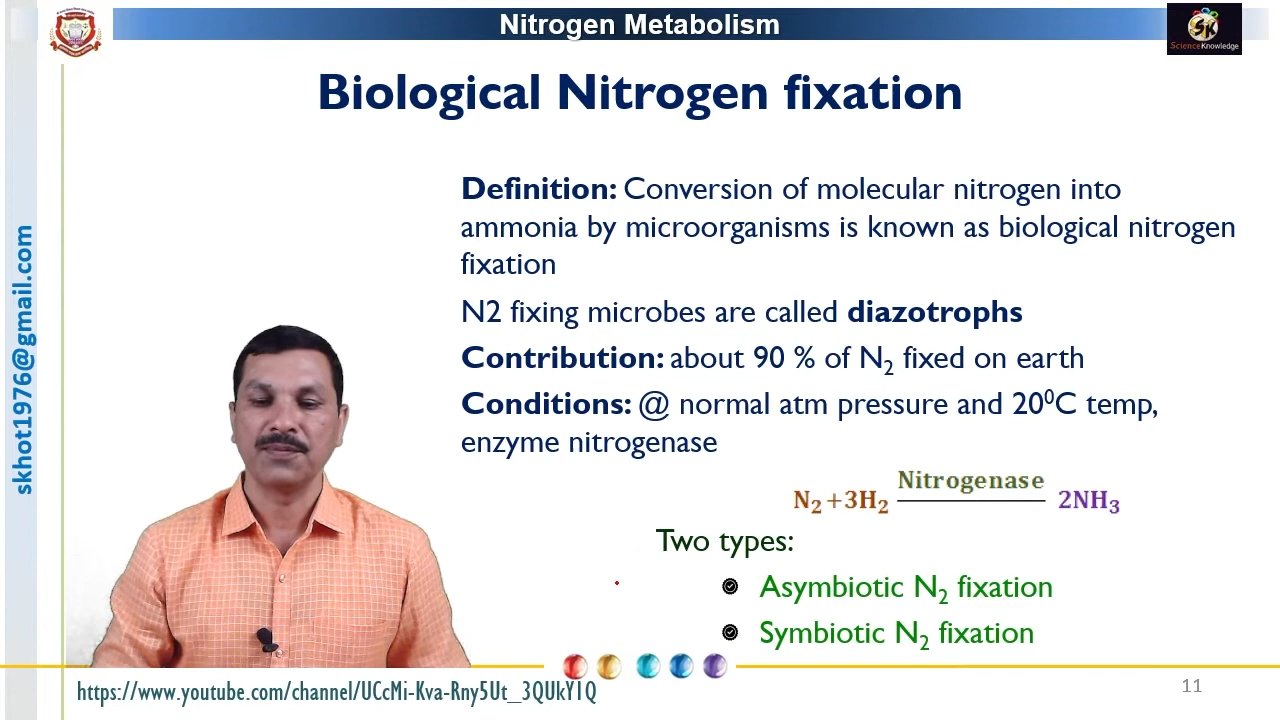 Nitrogen Metabolism
SK
ScienceKnowledge
Biological Nitrogen fixation
skhot1976@gmail.com
Definition: Conversion of molecular nitrogen into
ammonia by microorganisms is known as biological nitrogen
fixation
N2 fixing microbes are called diazotrophs
Contribution: about 90 % of N₂ fixed on earth
Conditions: @ normal atm pressure and 20⁰C temp,
enzyme nitrogenase
Nitrogenase
N₂ +3H₂ 2NH₃
Two types:
Asymbiotic N₂ fixation
Symbiotic N₂ fixation
https://www.youtube.com/channel/UCcMi-Kva-Rny5Ut_3QUkY1Q
11